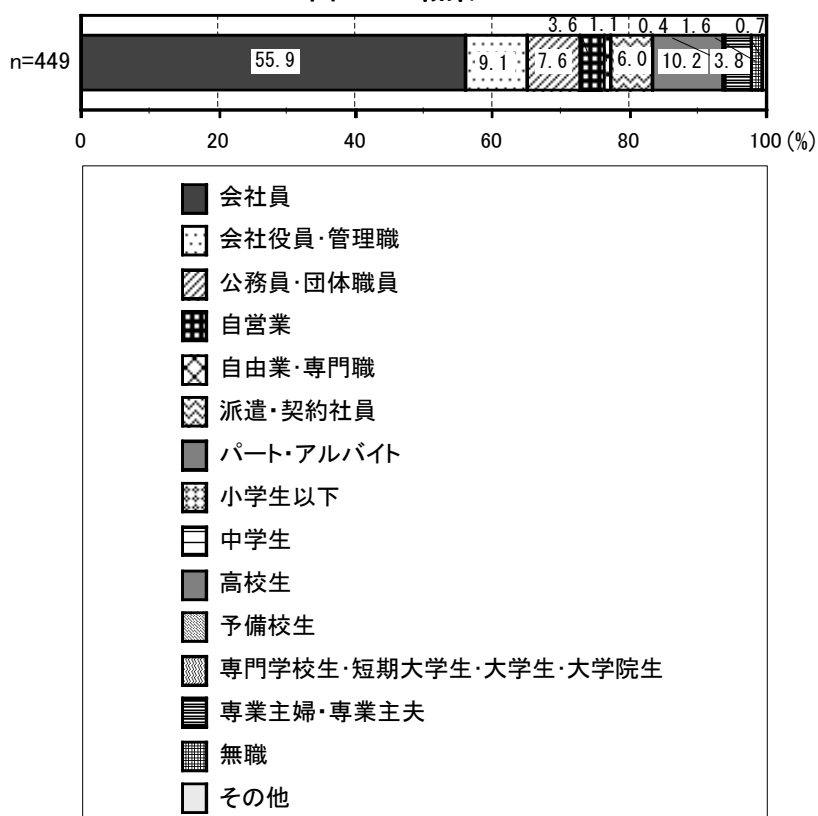 3.6 1.1 0.4 1.6 0.7
n=449 55.9 9.1 7.6 6.0 10.2 3.8
0 20 40 60 80 100 (%)
会社員
会社役員・管理職
公務員・団体職員
自営業
自由業・専門職
派遣・契約社員
パート・アルバイト
小学生以下
中学生
高校生
予備校生
専門学校生・短期大学生・大学生・大学院生
専業主婦・専業主夫
無職
その他